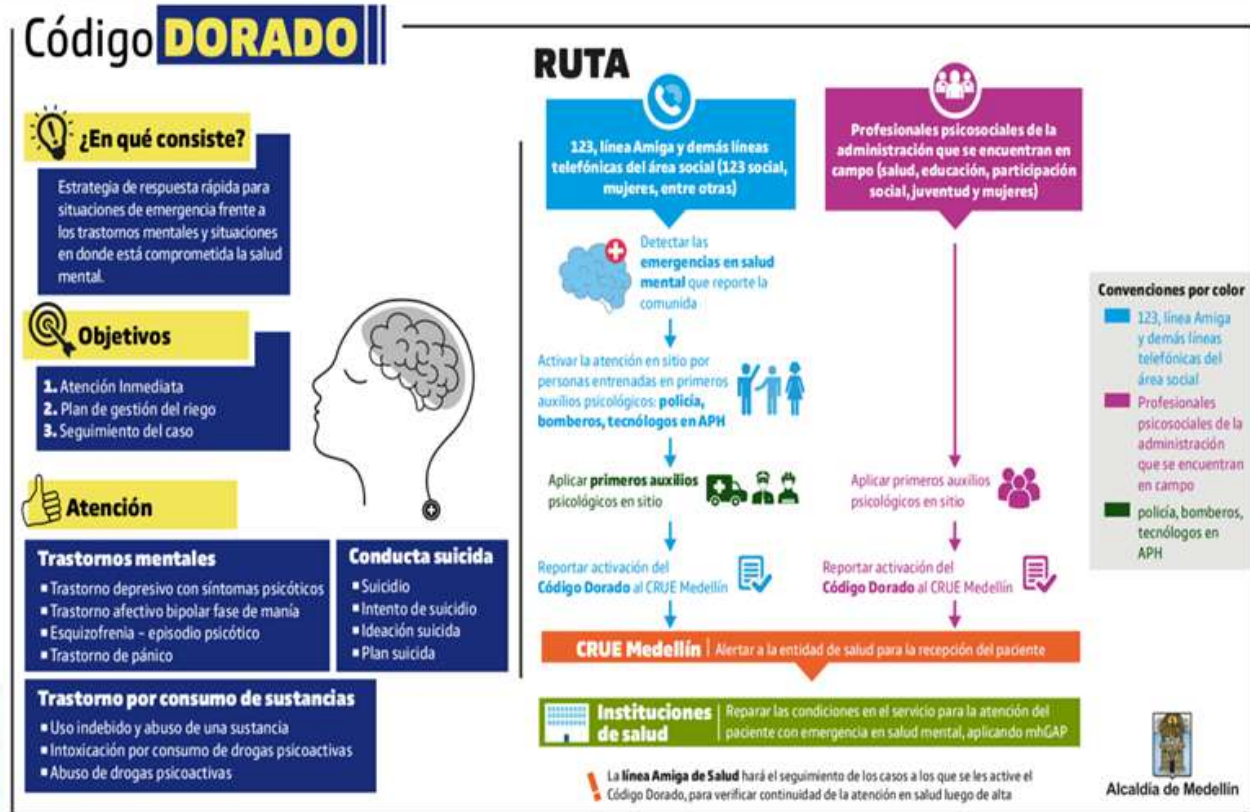 Código DORADO
¿En qué consiste?
Estrategia de respuesta rápida para
situaciones de emergencia frente a
los trastornos mentales y situaciones
en donde está comprometida la salud
mental.
Objetivos
1. Atención Inmediata
2. Plan de gestión del riego
3. Seguimiento del caso
Atención
Trastornos mentales
▪ Trastorno depresivo con síntomas psicóticos
▪ Trastorno afectivo bipolar fase de manía
▪ Esquizofrenia – episodio psicótico
▪ Trastorno de pánico
Conducta suicida
▪ Suicidio
▪ Intento de suicidio
▪ Ideación suicida
▪ Plan suicida
Trastorno por consumo de sustancias
▪ Uso indebido y abuso de una sustancia
▪ Intoxicación por consumo de drogas psicoactivas
▪ Abuso de drogas psicoactivas
RUTA
123, línea Amiga y demás líneas
telefónicas del área social (123 social,
mujeres, entre otras)
Detectar las
emergencias en salud
mental que reporte la
comunida
Activar la atención en sitio por
personas entrenadas en primeros
auxilios psicológicos: policía,
bomberos, tecnólogos en APH
Aplicar primeros auxilios
psicológicos en sitio
Reportar activación del
Código Dorado al CRUE Medellín
Profesionales psicosociales de la
administración que se encuentran en
campo (salud, educación, participación
social, juventud y mujeres)
Aplicar primeros auxilios
psicológicos en sitio
Reportar activación del
Código Dorado al CRUE Medellín
CRUE Medellín | Alertar a la entidad de salud para la recepción del paciente
Instituciones
de salud
Reparar las condiciones en el servicio para la atención del
paciente con emergencia en salud mental, aplicando mhGAP
La línea Amiga de Salud hará el seguimiento de los casos a los que se les active el
Código Dorado, para verificar continuidad de la atención en salud luego de alta
Convenciones por color
123, línea Amiga
y demás líneas
telefónicas del
área social
Profesionales
psicosociales de la
administración
que se encuentran
en campo
policía, bomberos,
tecnólogos en
APH
Alcaldía de Medellín